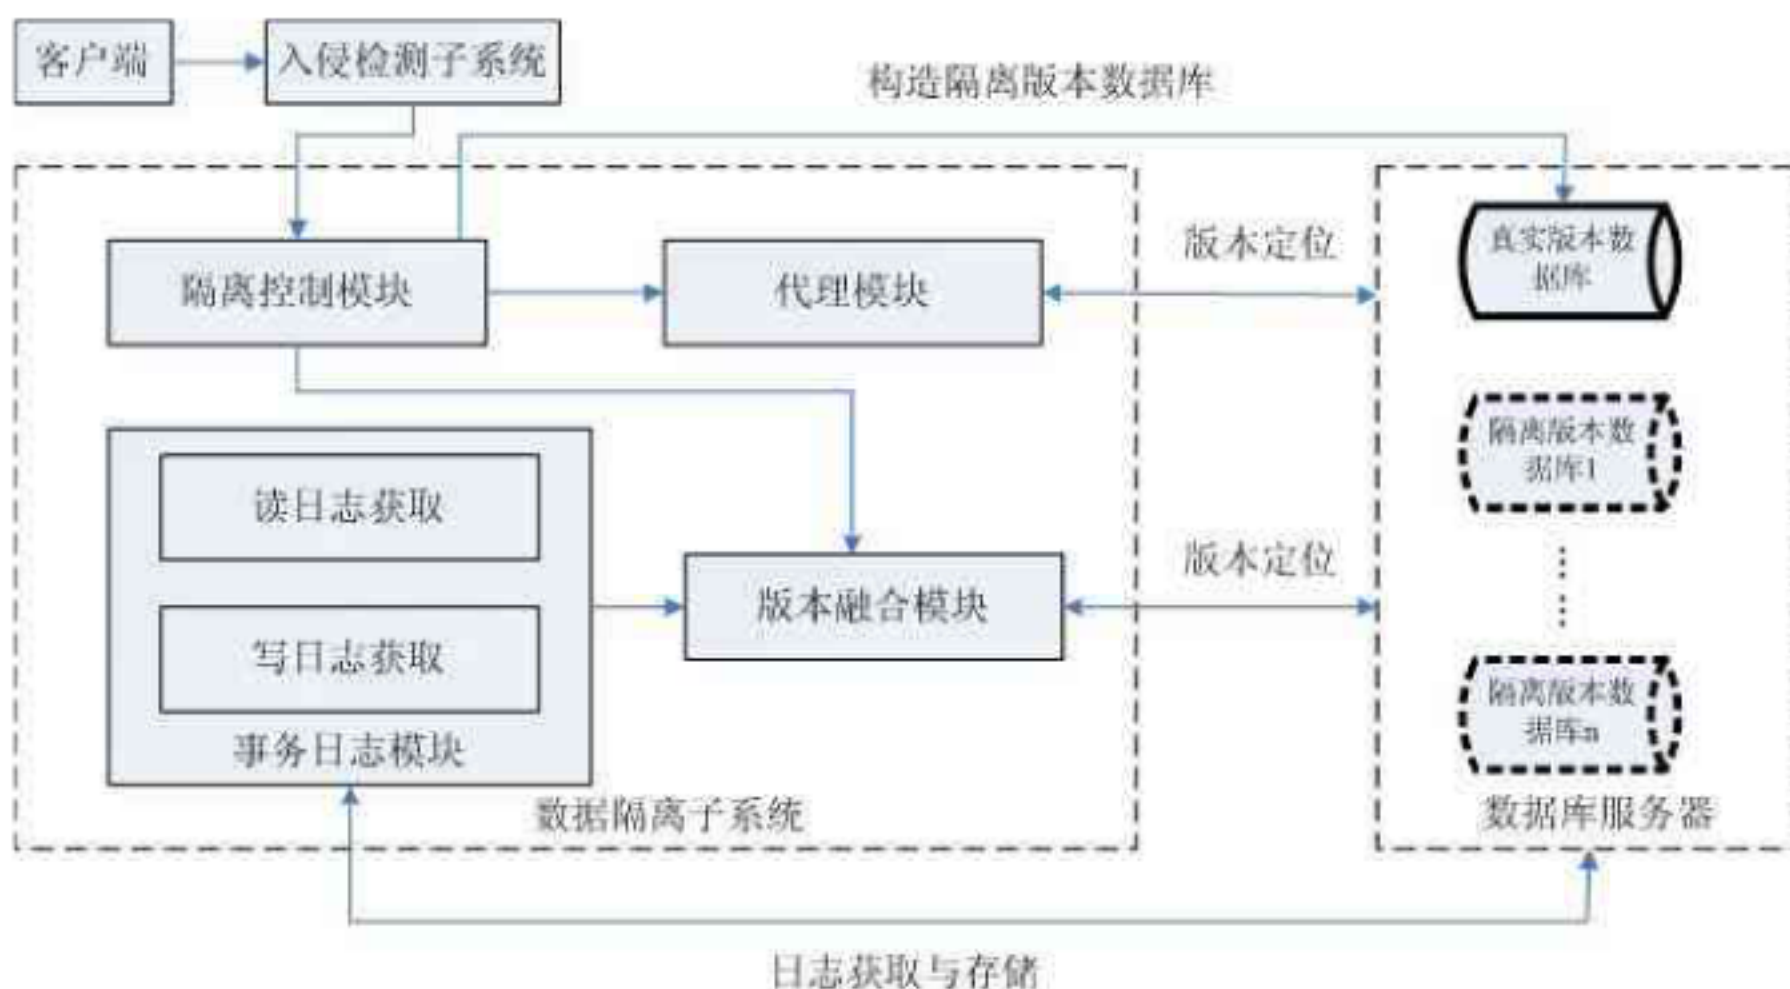 客户端
入侵检测子系统
构造隔离版本数据库
隔离控制模块
代理模块
版本定位
真实版本数
据库
隔离版本数
据库1
读日志获取
写日志获取
事务日志模块
版本融合模块
版本定位
隔离版本数
据库n
数据隔离子系统
数据库服务器
日志获取与存储